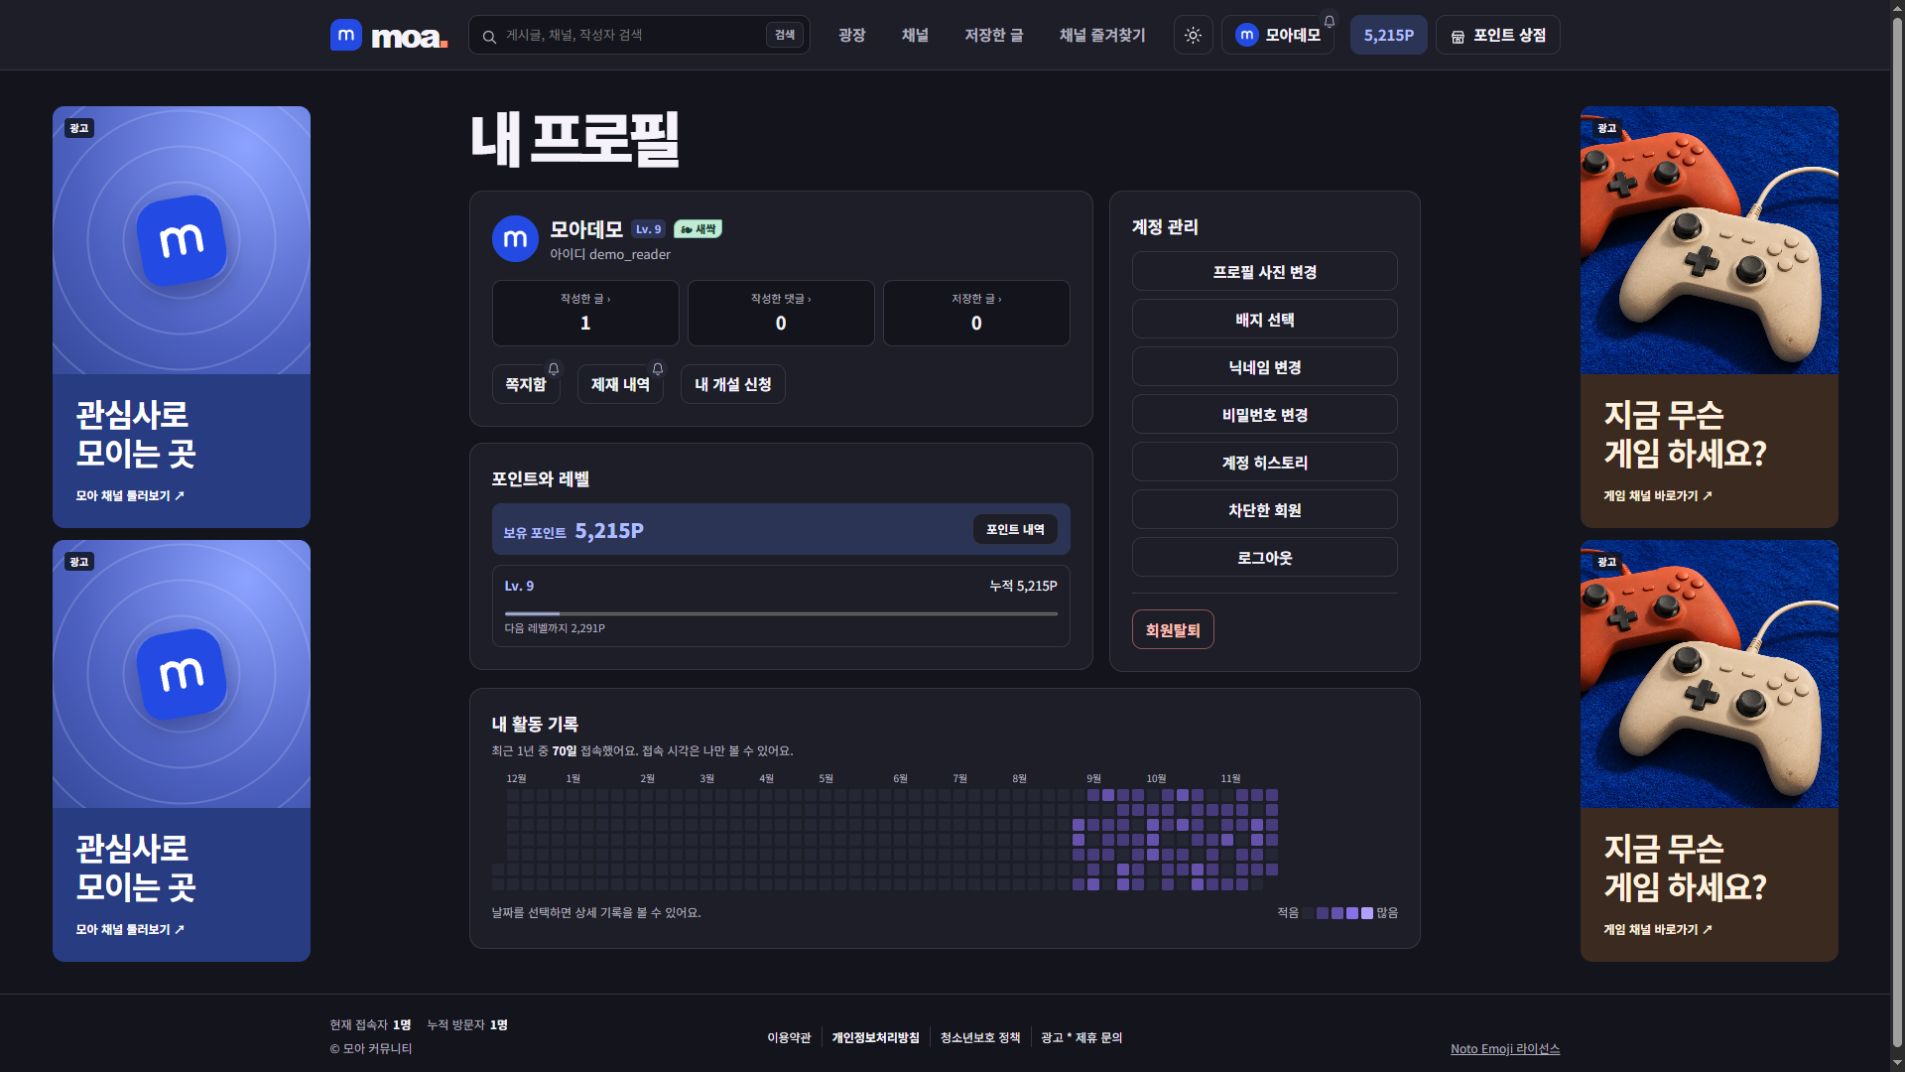 m moa.
게시글, 채널, 작성자 검색
검색
광장
채널
저장한 글
채널 즐겨찾기
m 모아데모
5,215P
포인트 상점
광고
m
관심사로
모이는 곳
모아 채널 둘러보기 ↗
광고
m
관심사로
모이는 곳
모아 채널 둘러보기 ↗
내 프로필
m
모아데모 Lv. 9 새싹
아이디 demo_reader
작성한 글 ›
1
작성한 댓글 ›
0
저장한 글 ›
0
쪽지함
제재 내역
내 개설 신청
포인트와 레벨
보유 포인트 5,215P
포인트 내역
Lv. 9
누적 5,215P
다음 레벨까지 2,291P
계정 관리
프로필 사진 변경
배지 선택
닉네임 변경
비밀번호 변경
계정 히스토리
차단한 회원
로그아웃
회원탈퇴
내 활동 기록
최근 1년 중 70일 접속했어요. 접속 시각은 나만 볼 수 있어요.
12월 1월 2월 3월 4월 5월 6월 7월 8월 9월 10월 11월
날짜를 선택하면 상세 기록을 볼 수 있어요.
적음 많음
광고
지금 무슨
게임 하세요?
게임 채널 바로가기 ↗
광고
지금 무슨
게임 하세요?
게임 채널 바로가기 ↗
현재 접속자 1명 누적 방문자 1명
© 모아 커뮤니티
이용약관
개인정보처리방침
청소년보호 정책
광고 * 제휴 문의
Noto Emoji 라이선스